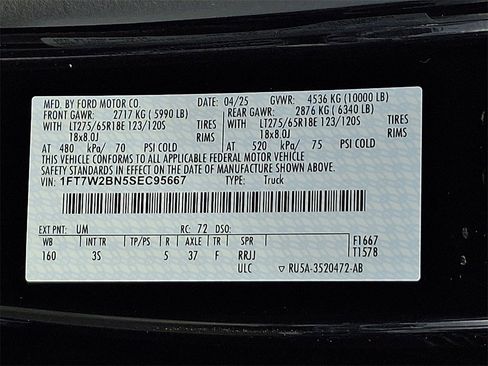 MFD. BY FORD MOTOR CO. 04/25 GVWR: 4536 KG (10000 LB)
FRONT GAWR: 2717 KG (5990 LB) REAR GAWR: 2876 KG (6340 LB)
WITH LT275/65R18E 123/120S TIRES WITH LT275/65R18E 123/120S TIRES
18x8.0J RIMS 18x8.0J RIMS
AT 480 kPa/ 70 PSI COLD AT 520 kPa/ 75 PSI COLD
THIS VEHICLE CONFORMS TO ALL APPLICABLE FEDERAL MOTOR VEHICLE
SAFETY STANDARDS IN EFFECT ON THE DATE OF MANUFACTURE SHOWN ABOVE.
VIN: 1FT7W2BN5SEC95667 TYPE: Truck
EXT PNT: UM RC: 72 DSO:
WB INT TR TP/PS R AXLE TR SPR F1667
160 3S 5 37 F RRJJ T1578
ULC ▽ RU5A-3520472-AB